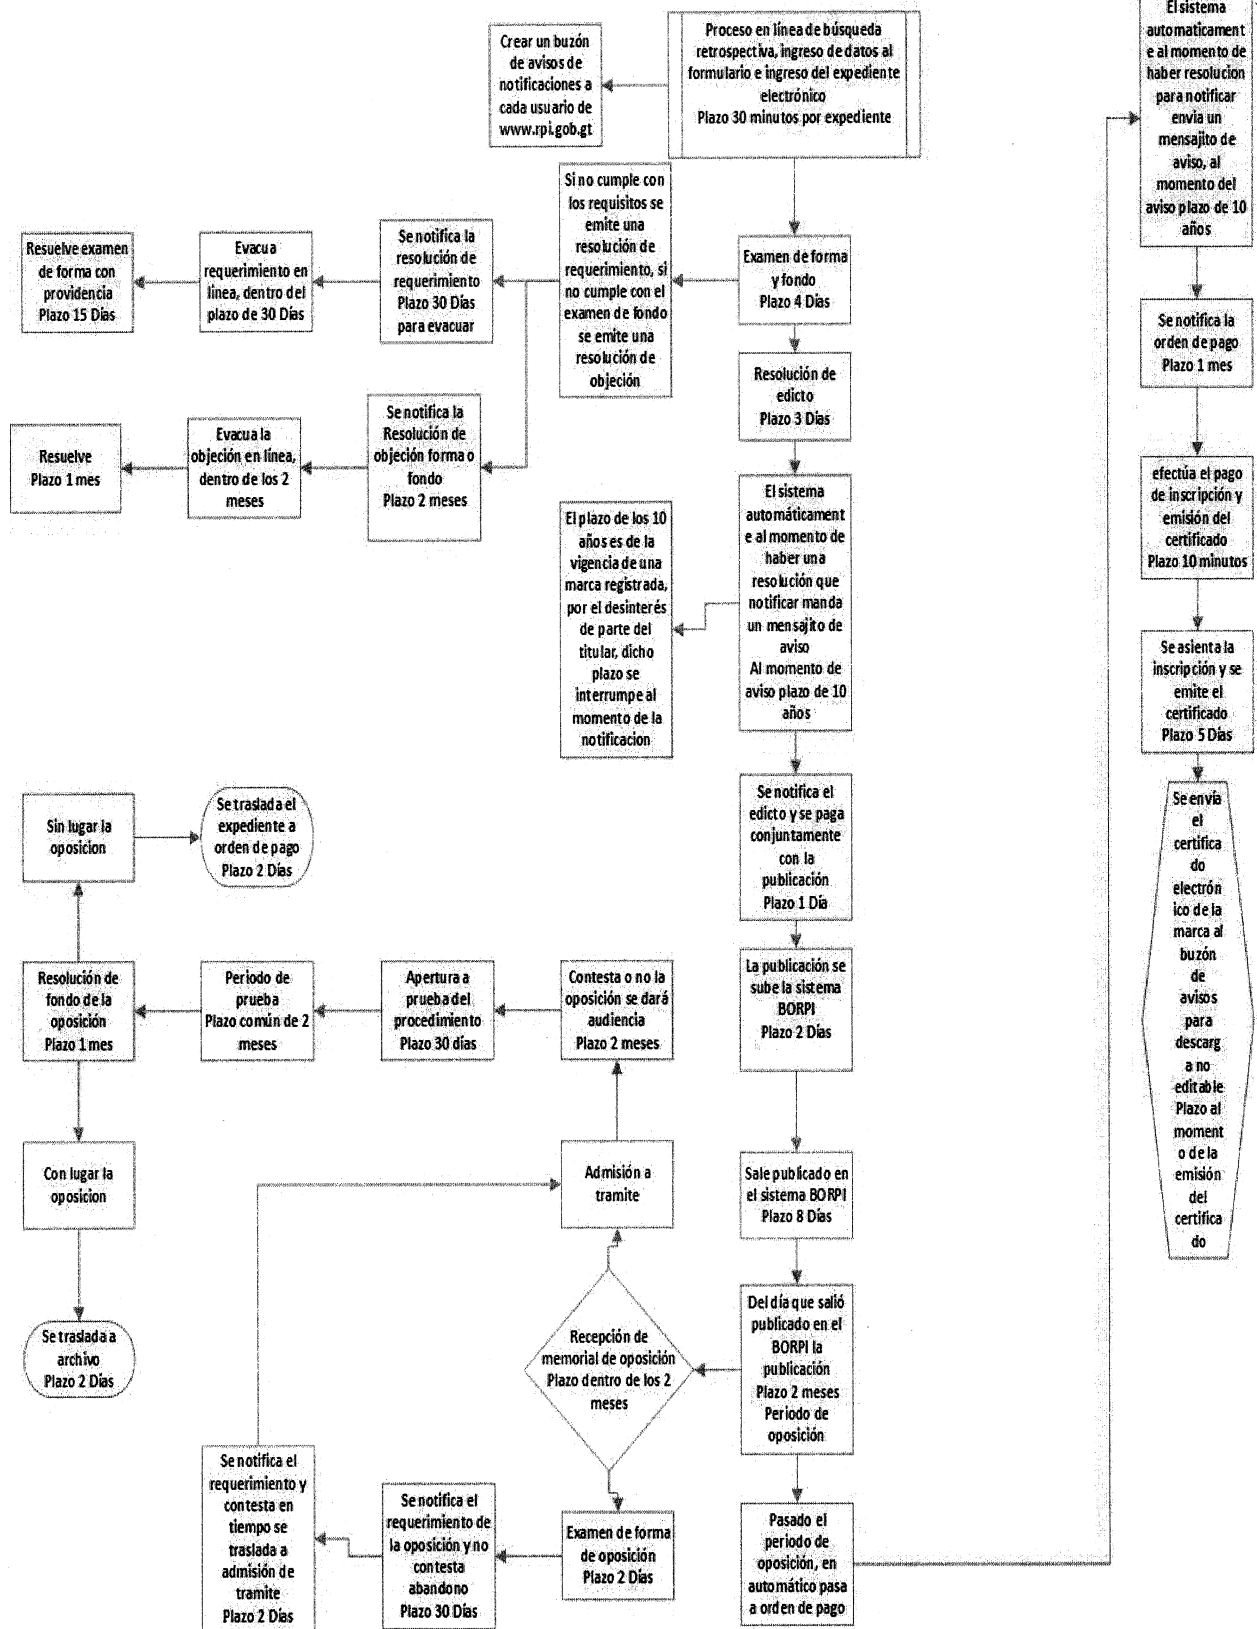 Crear un buzón
de avisos de
notificaciones a
cada usuario de
www.rpi.gob.gt
Proceso en línea de búsqueda
retrospectiva, ingreso de datos al
formulario e ingreso del expediente
electrónico
Plazo 30 minutos por expediente
Si no cumple con
los requisitos se
emite una
resolución de
requerimiento, si
no cumple con el
examen de fondo
se emite una
resolución de
objeción
Examen de forma
y fondo
Plazo 4 Días
Se notifica la
resolución de
requerimiento
Plazo 30 Días
para evacuar
Evacua
requerimiento en
línea, dentro del
plazo de 30 Días
Resuelve examen
de forma con
providencia
Plazo 15 Días
Resolución de
edicto
Plazo 3 Días
Se notifica la
Resolución de
objeción forma o
fondo
Plazo 2 meses
Evacua la
objeción en línea,
dentro de los 2
meses
Resuelve
Plazo 1 mes
El sistema
automáticament
e al momento de
haber una
resolución que
notificar manda
un mensajito de
aviso
Al momento de
aviso plazo de 10
años
El plazo de los 10
años es de la
vigencia de una
marca registrada,
por el desinterés
de parte del
titular, dicho
plazo se
interrumpe al
momento de la
notificacion
Se notifica el
edicto y se paga
conjuntamente
con la
publicación
Plazo 1 Día
La publicación se
sube la sistema
BORPI
Plazo 2 Días
Sale publicado en
el sistema BORPI
Plazo 8 Días
Del día que salió
publicado en el
BORPI la
publicación
Plazo 2 meses
Periodo de
oposición
Pasado el
periodo de
oposición, en
automático pasa
a orden de pago
Recepción de
memorial de oposición
Plazo dentro de los 2
meses
Admisión a
tramite
Examen de forma
de oposición
Plazo 2 Días
Se notifica el
requerimiento de
la oposición y no
contesta
abandono
Plazo 30 Días
Se notifica el
requerimiento y
contesta en
tiempo se
traslada a
admisión de
tramite
Plazo 2 Días
Contesta o no la
oposición se dará
audiencia
Plazo 2 meses
Apertura a
prueba del
procedimiento
Plazo 30 días
Periodo de
prueba
Plazo común de 2
meses
Resolución de
fondo de la
oposición
Plazo 1 mes
Sin lugar la
oposicion
Se traslada el
expediente a
orden de pago
Plazo 2 Días
Con lugar la
oposicion
Se traslada a
archivo
Plazo 2 Días
El sistema
automaticament
e al momento de
haber resolucion
para notificar
envia un
mensajito de
aviso, al
momento del
aviso plazo de 10
años
Se notifica la
orden de pago
Plazo 1 mes
efectúa el pago
de inscripción y
emisión del
certificado
Plazo 10 minutos
Se asienta la
inscripción y se
emite el
certificado
Plazo 5 Días
Se envía
el
certifica
do
electrón
ico de la
marca al
buzón
de
avisos
para
descarg
a no
editable
Plazo al
moment
o de la
emisión
del
certifica
do